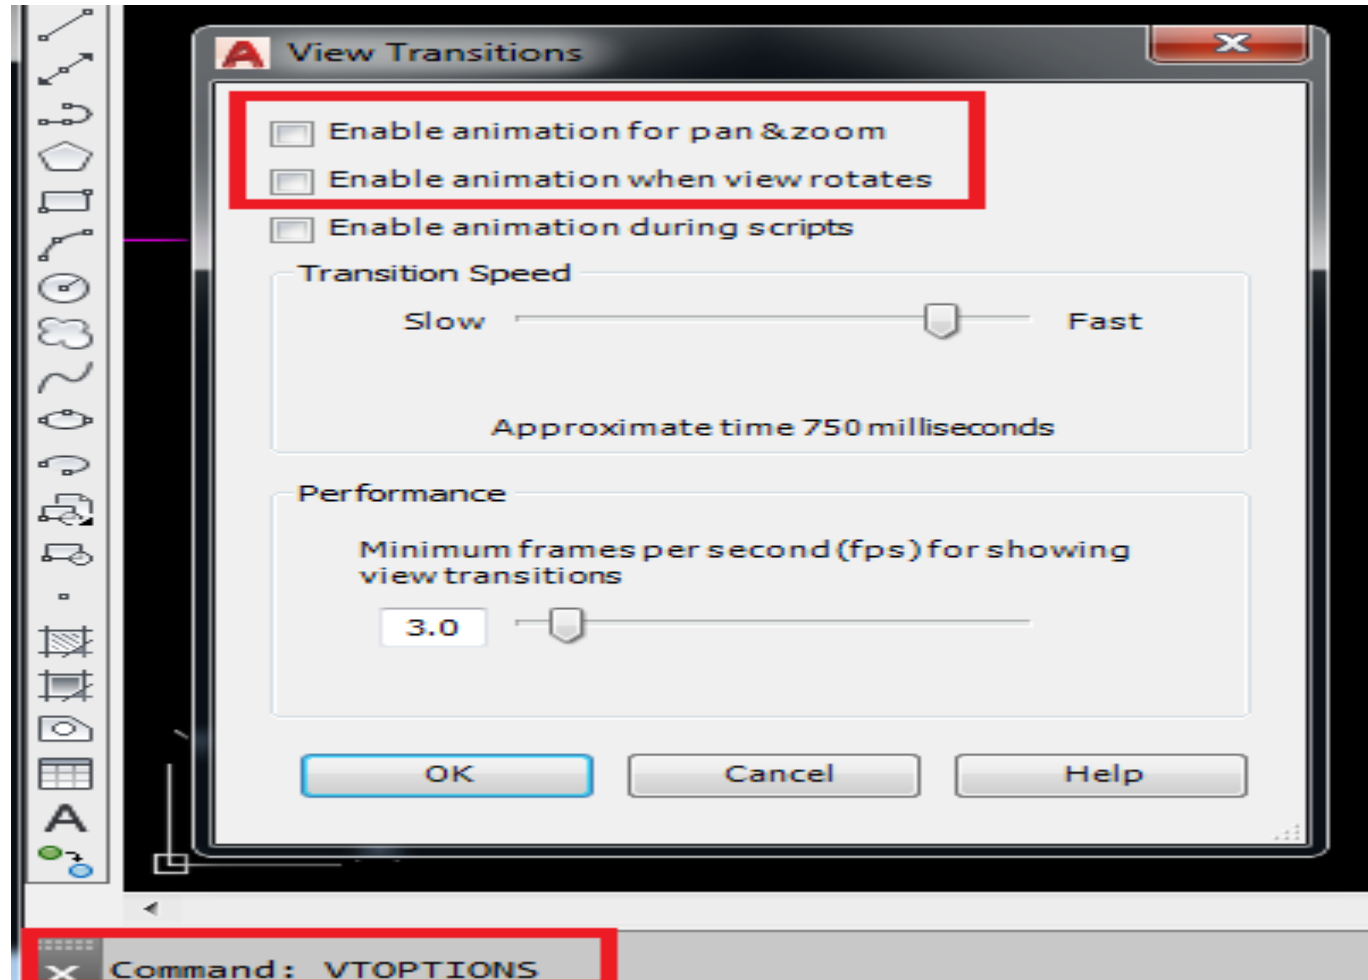 View Transitions
Enable animation for pan & zoom
Enable animation when view rotates
Enable animation during scripts
Transition Speed
Slow
Fast
Approximate time 750 milliseconds
Performance
Minimum frames per second (fps) for showing
view transitions
3.0
OK
Cancel
Help
Command: VTOPTIONS